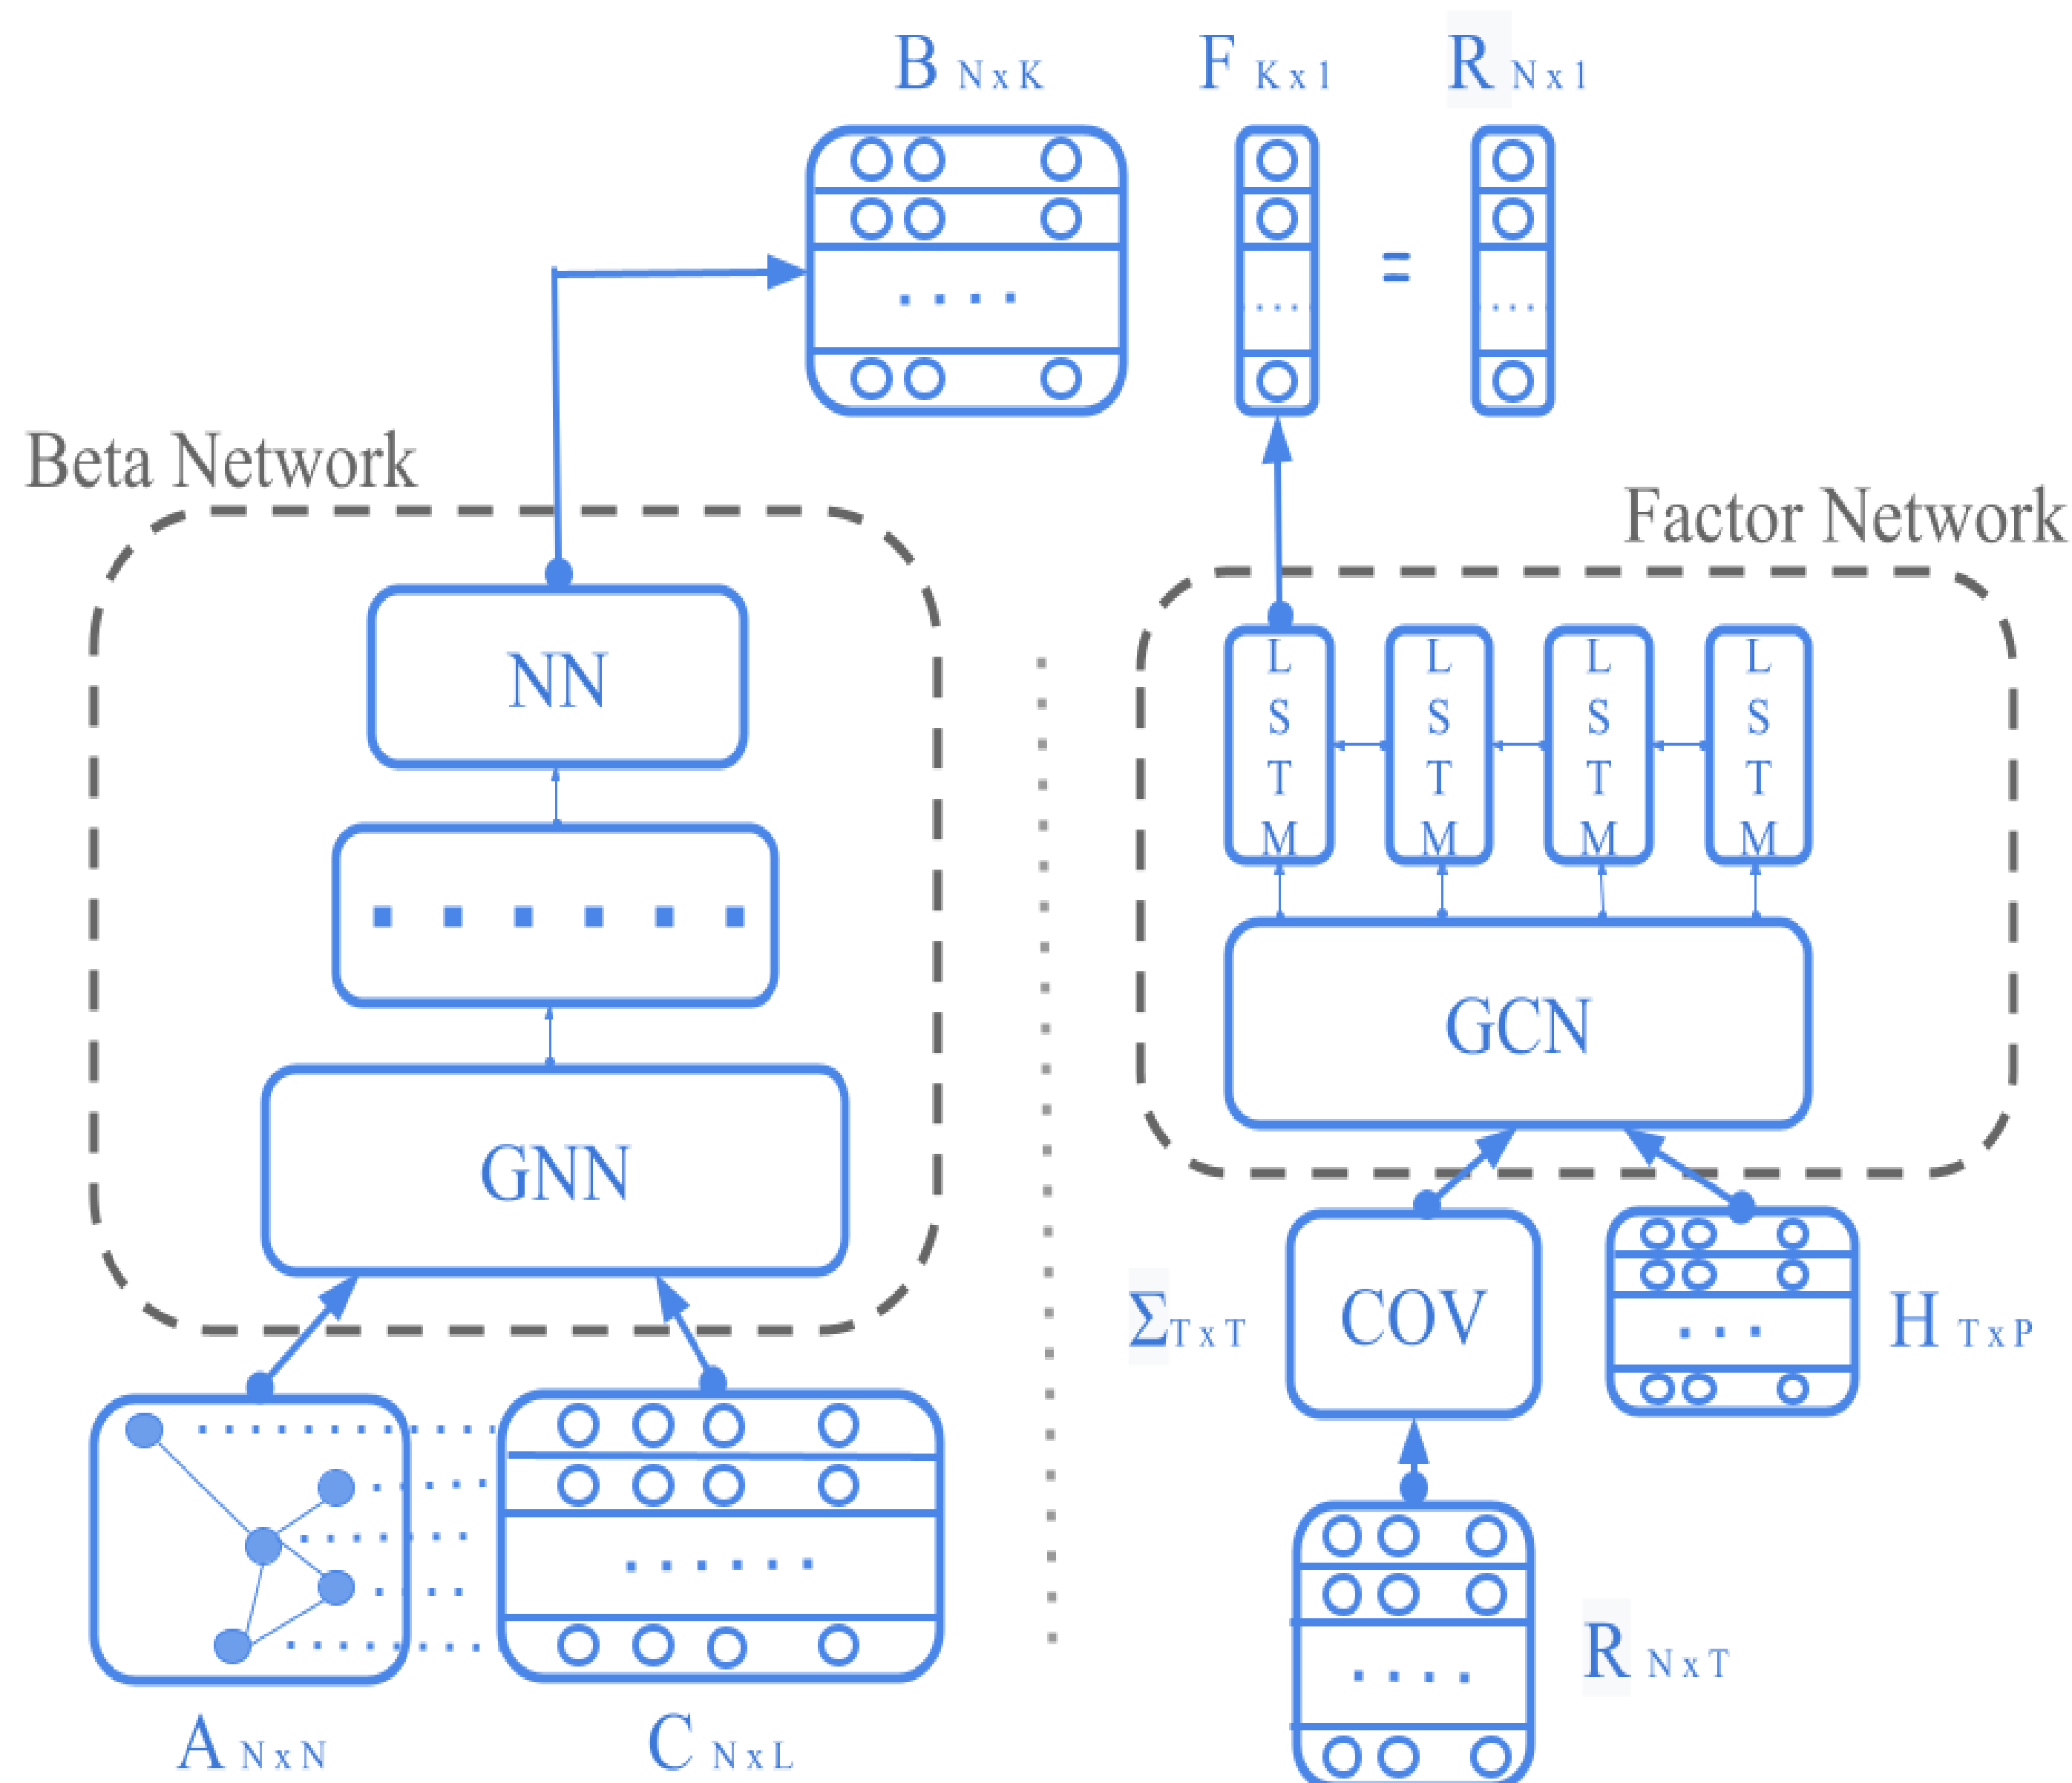 B N x K F K x 1 R N x 1
=
Beta Network
Factor Network
NN
L L L L
S S S S
T T T T
M M M M
GCN
GNN
Σ T x T COV H T x P
R N x T
A N x N C N x L